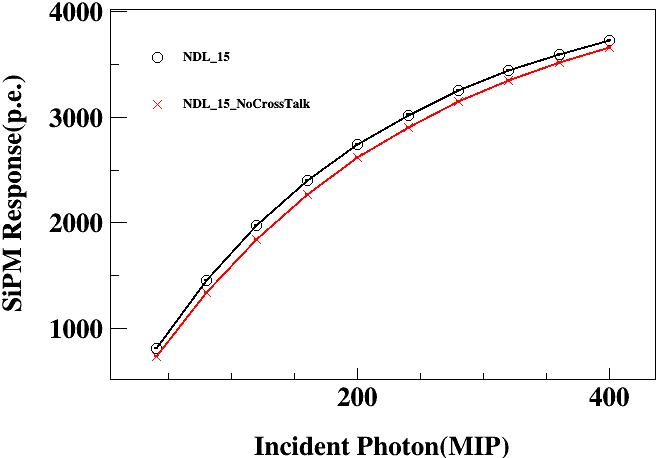 4000
NDL_15
NDL_15_NoCrossTalk
3000
2000
1000
SiPM Response(p.e.)
200
400
Incident Photon(MIP)